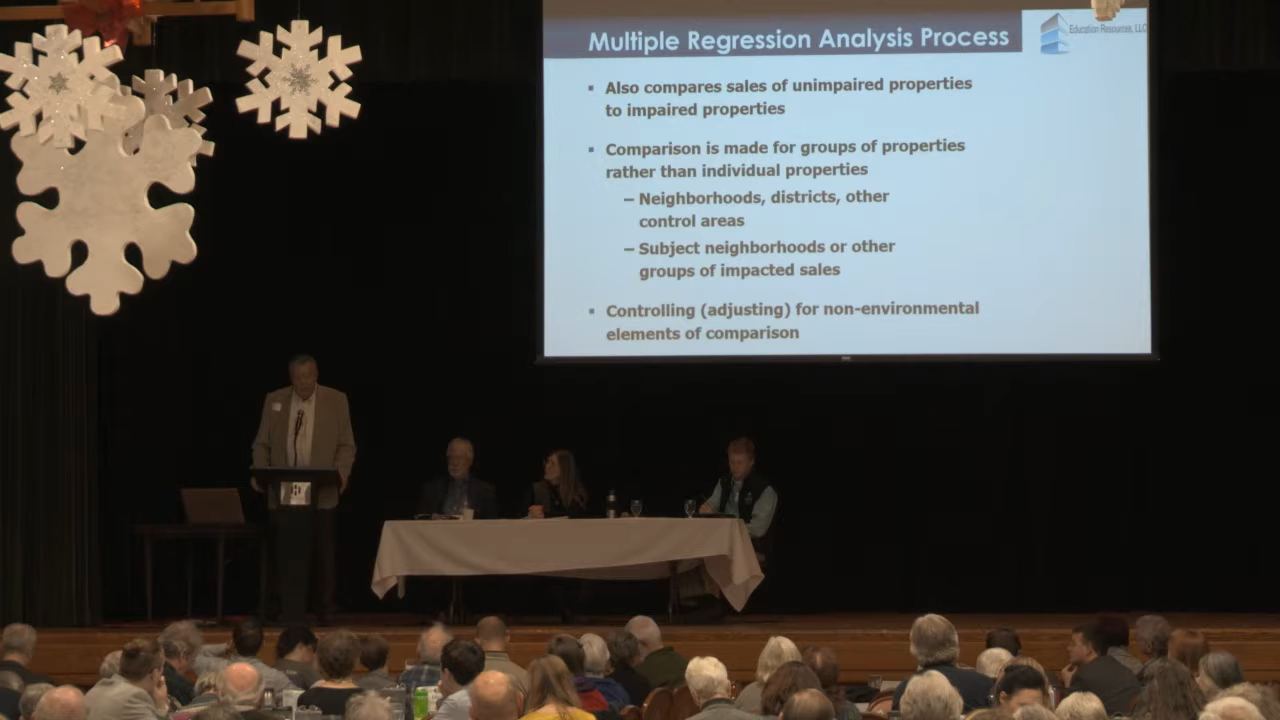 Multiple Regression Analysis Process
Education Resources, LLC
Also compares sales of unimpaired properties
to impaired properties
Comparison is made for groups of properties
rather than individual properties
– Neighborhoods, districts, other
control areas
– Subject neighborhoods or other
groups of impacted sales
Controlling (adjusting) for non-environmental
elements of comparison